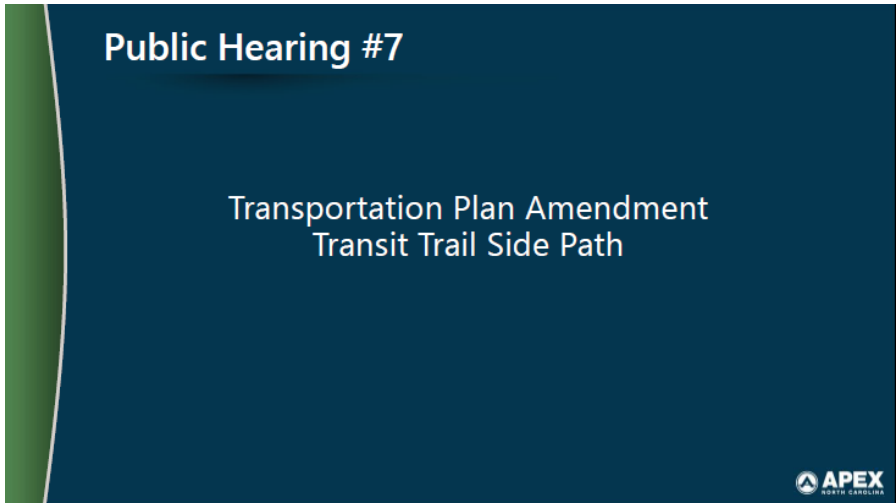 Public Hearing #7
Transportation Plan Amendment
Transit Trail Side Path
APEX
NORTH CAROLINA